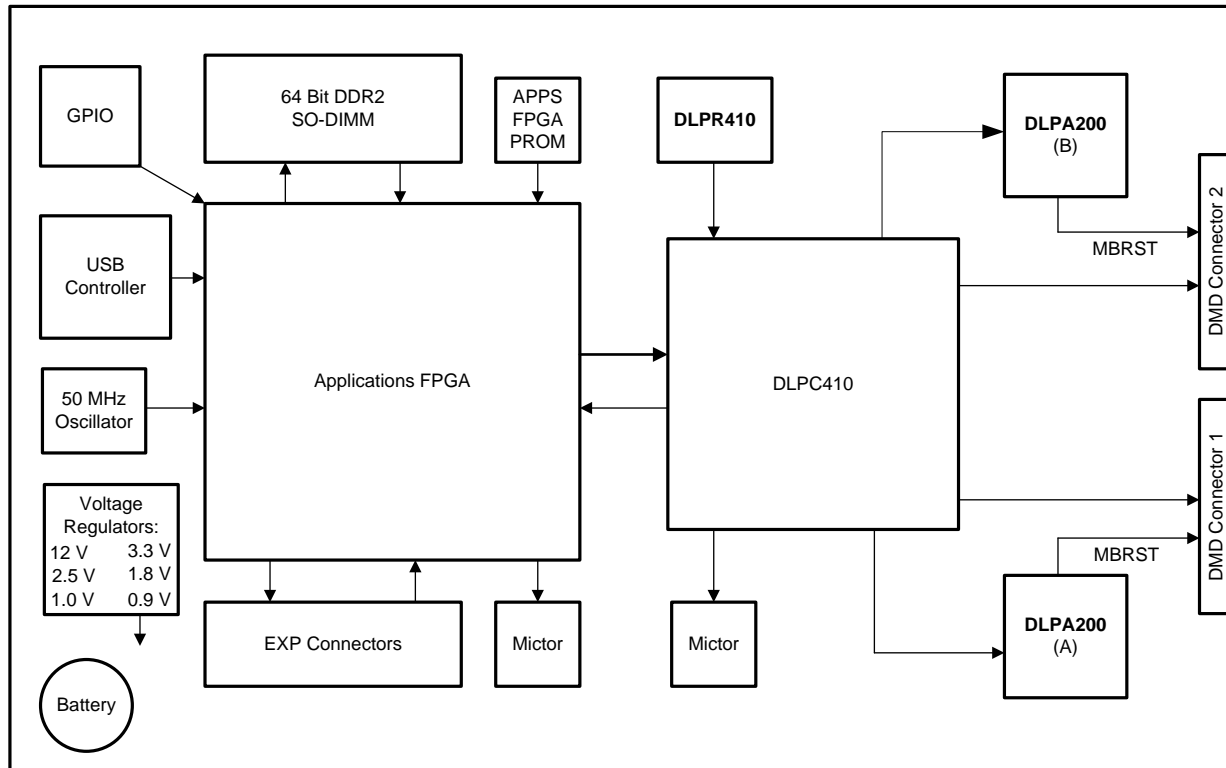 GPIO
64 Bit DDR2
SO-DIMM
APPS
FPGA
PROM
DLPR410
DLPA200
(B)
MBRST
DMD Connector 2
USB
Controller
50 MHz
Oscillator
Applications FPGA
DLPC410
Voltage
Regulators:
12 V 3.3 V
2.5 V 1.8 V
1.0 V 0.9 V
Battery
EXP Connectors
Mictor
Mictor
DMD Connector 1
MBRST
DLPA200
(A)